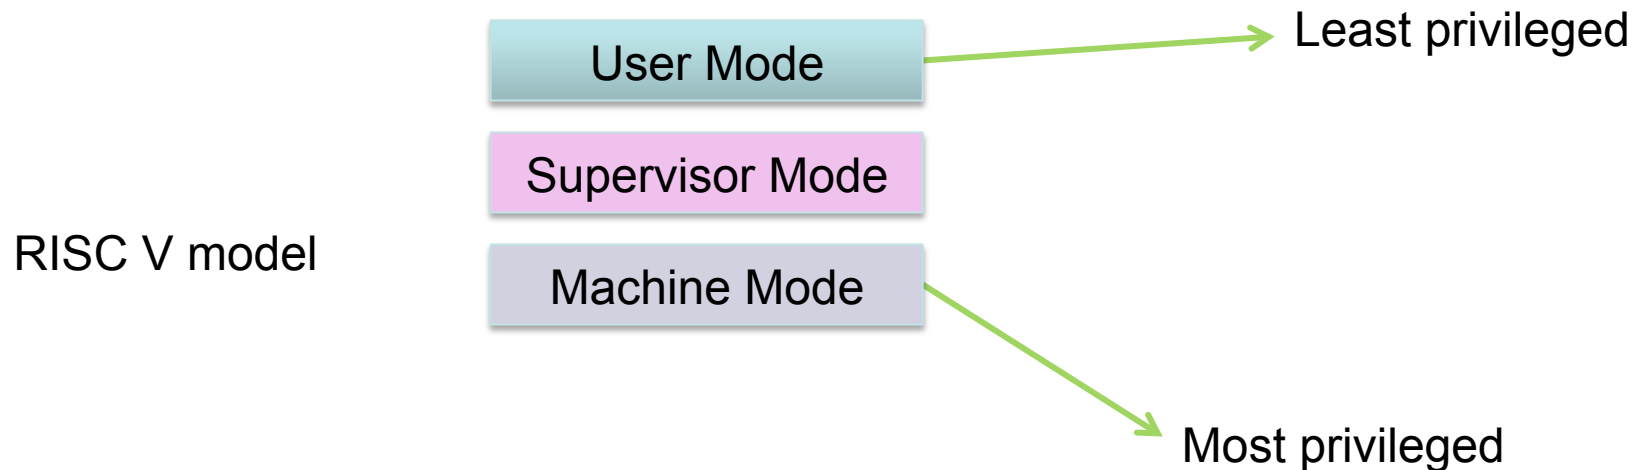 Least privileged
User Mode
Supervisor Mode
RISC V model
Machine Mode
Most privileged